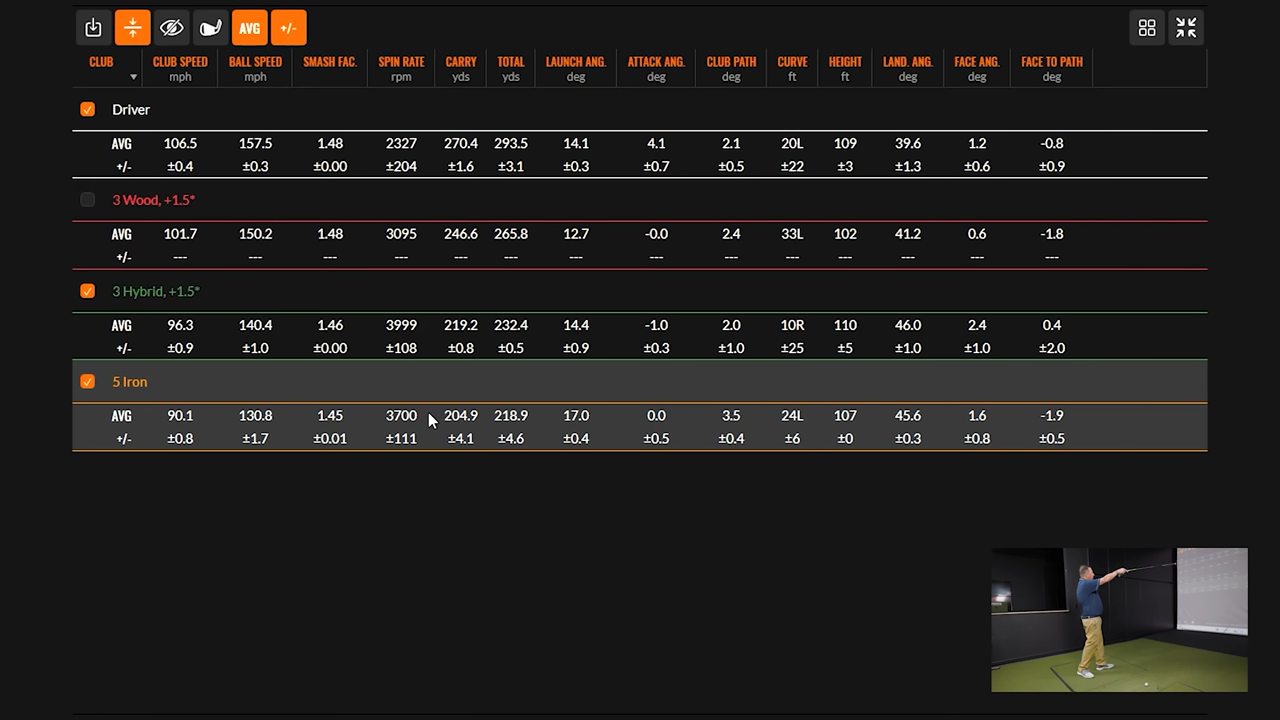 AVG +/-
CLUB CLUB SPEED BALL SPEED SMASH FAC. SPIN RATE CARRY TOTAL LAUNCH ANG. ATTACK ANG. CLUB PATH CURVE HEIGHT LAND. ANG. FACE ANG. FACE TO PATH
mph mph rpm yds yds deg deg deg ft ft deg deg deg
Driver
AVG 106.5 157.5 1.48 2327 270.4 293.5 14.1 4.1 2.1 20L 109 39.6 1.2 -0.8
+/- ±0.4 ±0.3 ±0.00 ±204 ±1.6 ±3.1 ±0.3 ±0.7 ±0.5 ±22 ±3 ±1.3 ±0.6 ±0.9
3 Wood, +1.5*
AVG 101.7 150.2 1.48 3095 246.6 265.8 12.7 -0.0 2.4 33L 102 41.2 0.6 -1.8
+/- --- --- --- --- --- --- --- --- --- --- --- --- --- ---
3 Hybrid, +1.5*
AVG 96.3 140.4 1.46 3999 219.2 232.4 14.4 -1.0 2.0 10R 110 46.0 2.4 0.4
+/- ±0.9 ±1.0 ±0.00 ±108 ±0.8 ±0.5 ±0.9 ±0.3 ±1.0 ±25 ±5 ±1.0 ±1.0 ±2.0
5 Iron
AVG 90.1 130.8 1.45 3700 204.9 218.9 17.0 0.0 3.5 24L 107 45.6 1.6 -1.9
+/- ±0.8 ±1.7 ±0.01 ±111 ±4.1 ±4.6 ±0.4 ±0.5 ±0.4 ±6 ±0 ±0.3 ±0.8 ±0.5